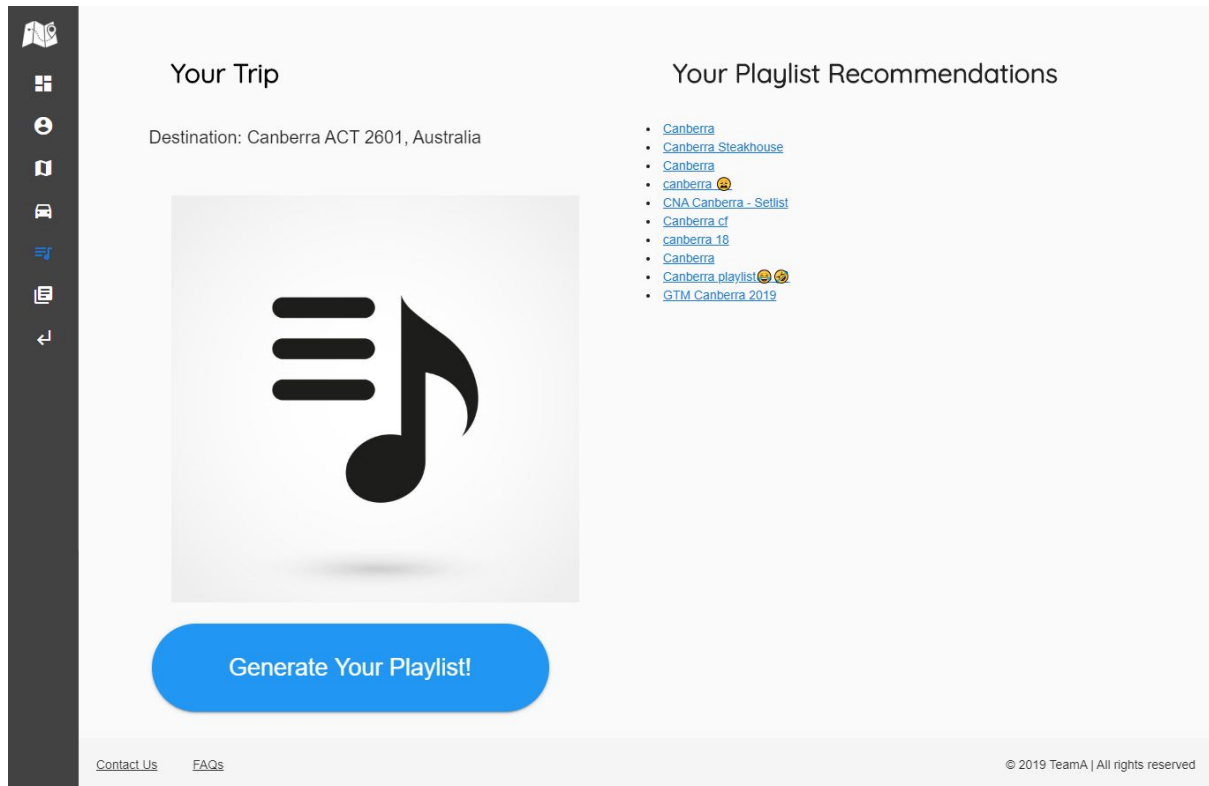 Your Trip
Destination: Canberra ACT 2601, Australia
Generate Your Playlist!
Your Playlist Recommendations
Canberra
Canberra Steakhouse
Canberra
canberra 😩
CNA Canberra - Setlist
Canberra cf
canberra 18
Canberra
Canberra playlist😂🤣
GTM Canberra 2019
Contact Us FAQs
© 2019 TeamA | All rights reserved